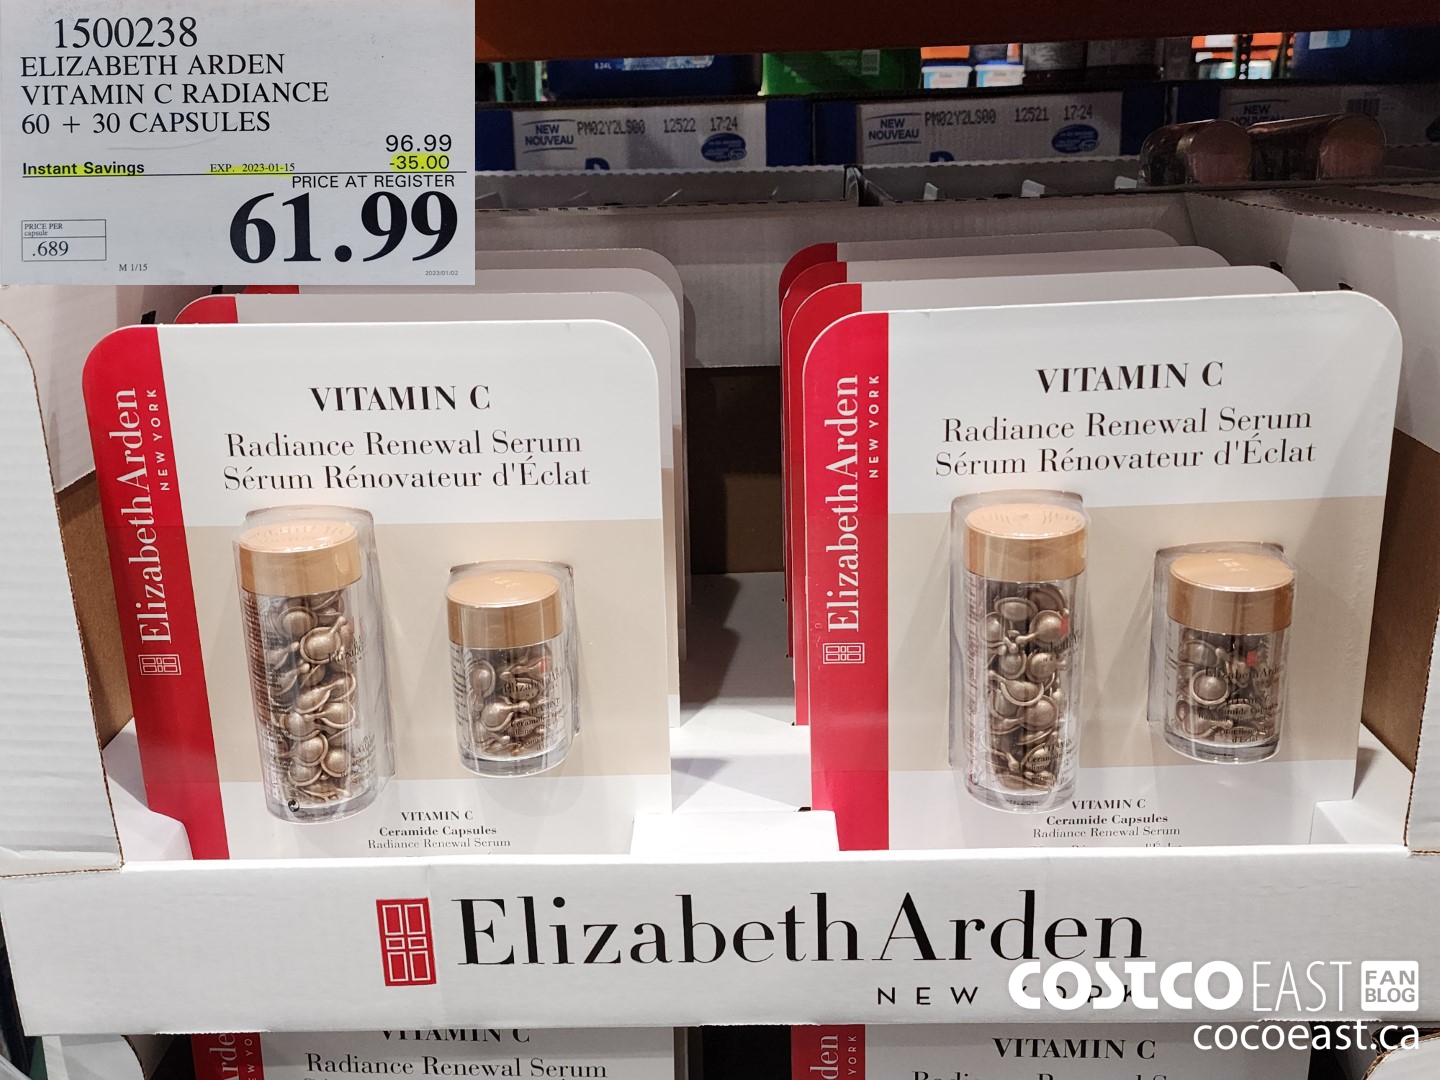 1500238
ELIZABETH ARDEN
VITAMIN C RADIANCE
60 + 30 CAPSULES
96.99
Instant Savings EXP. 2023-01-15 -35.00
PRICE AT REGISTER
61.99
PRICE PER
capsule
.689
M 1/15
2023/01/02
NEW
NOUVEAU
PM02Y2LS00 12522 17:24
NEW
NOUVEAU
PM02Y2LS00 12521 17:24
Elizabeth Arden
NEW YORK
VITAMIN C
Radiance Renewal Serum
Sérum Rénovateur d'Éclat
VITAMIN C
Ceramide Capsules
Radiance Renewal Serum
Elizabeth Arden
NEW YORK
VITAMIN C
Radiance Renewal Serum
Sérum Rénovateur d'Éclat
VITAMIN C
Ceramide Capsules
Radiance Renewal Serum
Elizabeth Arden
NEW YORK
COSTCO EAST FAN BLOG
cocoeast.ca
VITAMIN C
Radiance Renewal Serum
VITAMIN C